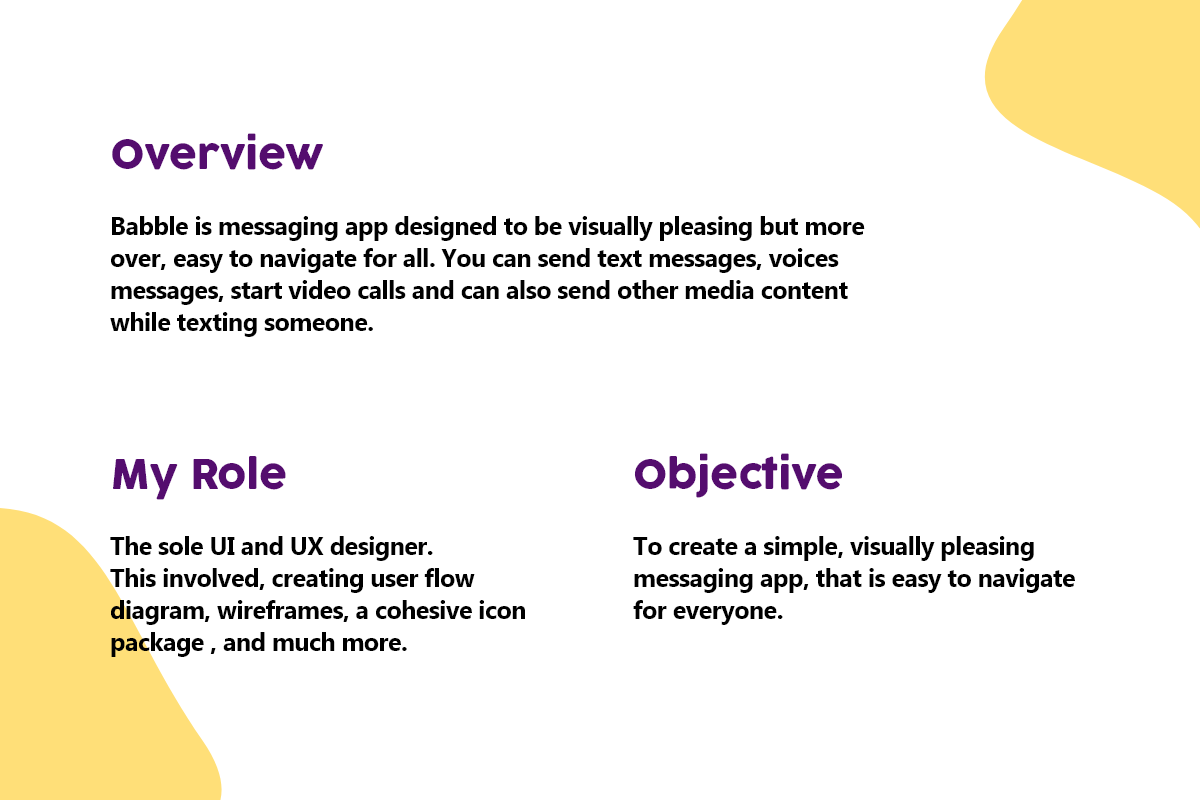 Overview
Babble is messaging app designed to be visually pleasing but more
over, easy to navigate for all. You can send text messages, voices
messages, start video calls and can also send other media content
while texting someone.
My Role
The sole UI and UX designer.
This involved, creating user flow
diagram, wireframes, a cohesive icon
package , and much more.
Objective
To create a simple, visually pleasing
messaging app, that is easy to navigate
for everyone.